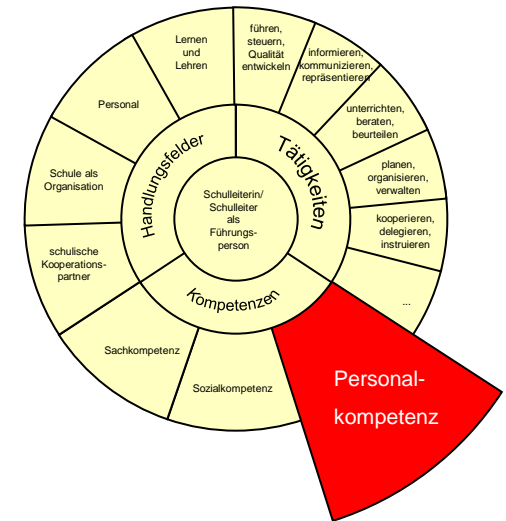 Lernen
und
Lehren
führen,
steuern,
Qualität
entwickeln
informieren,
kommunizieren,
repräsentieren
unterrichten,
beraten,
beurteilen
planen,
organisieren,
verwalten
kooperieren,
delegieren,
instruieren
...
Personal
Schule als
Organisation
schulische
Kooperations-
partner
Handlungsfelder
Tätigkeiten
Kompetenzen
Schulleiterin/
Schulleiter
als
Führungs-
person
Sachkompetenz
Sozialkompetenz
Personal-
kompetenz